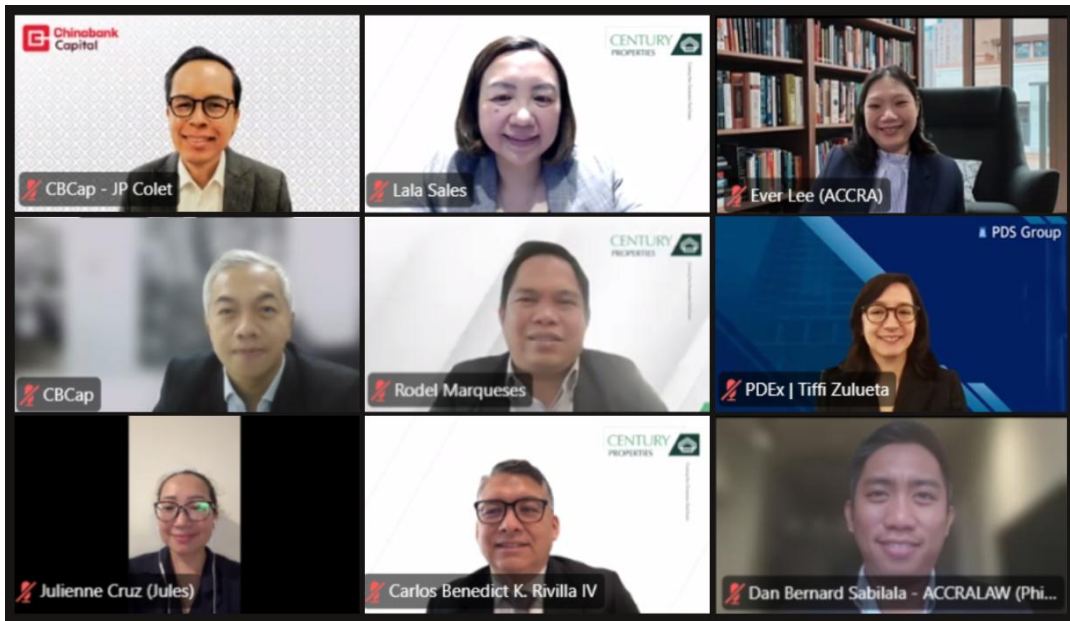 Chinabank
Capital
CBCap - JP Colet
CENTURY
PROPERTIES
Lala Sales
Ever Lee (ACCRA)
CBCap
CENTURY
PROPERTIES
Rodel Marqueses
PDS Group
PDEx | Tiffi Zulueta
Julienne Cruz (Jules)
CENTURY
PROPERTIES
Carlos Benedict K. Rivilla IV
Dan Bernard Sabilala - ACCRALAW (Phi...